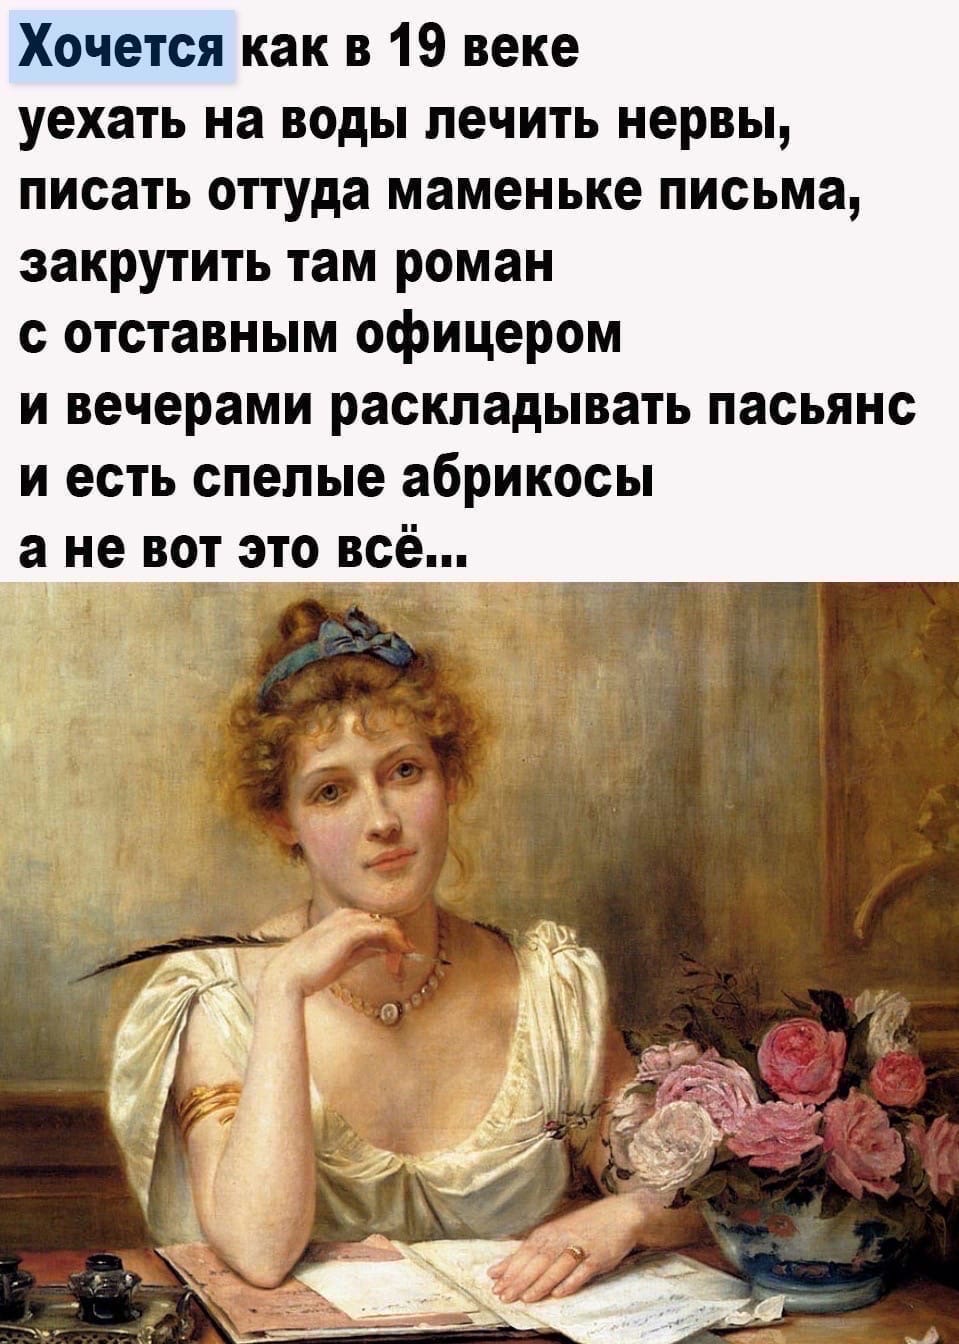 Хочется как в 19 веке
уехать на воды лечить нервы,
писать оттуда маменьке письма,
закрутить там роман
с отставным офицером
и вечерами раскладывать пасьянс
и есть спелые абрикосы
а не вот это всё...